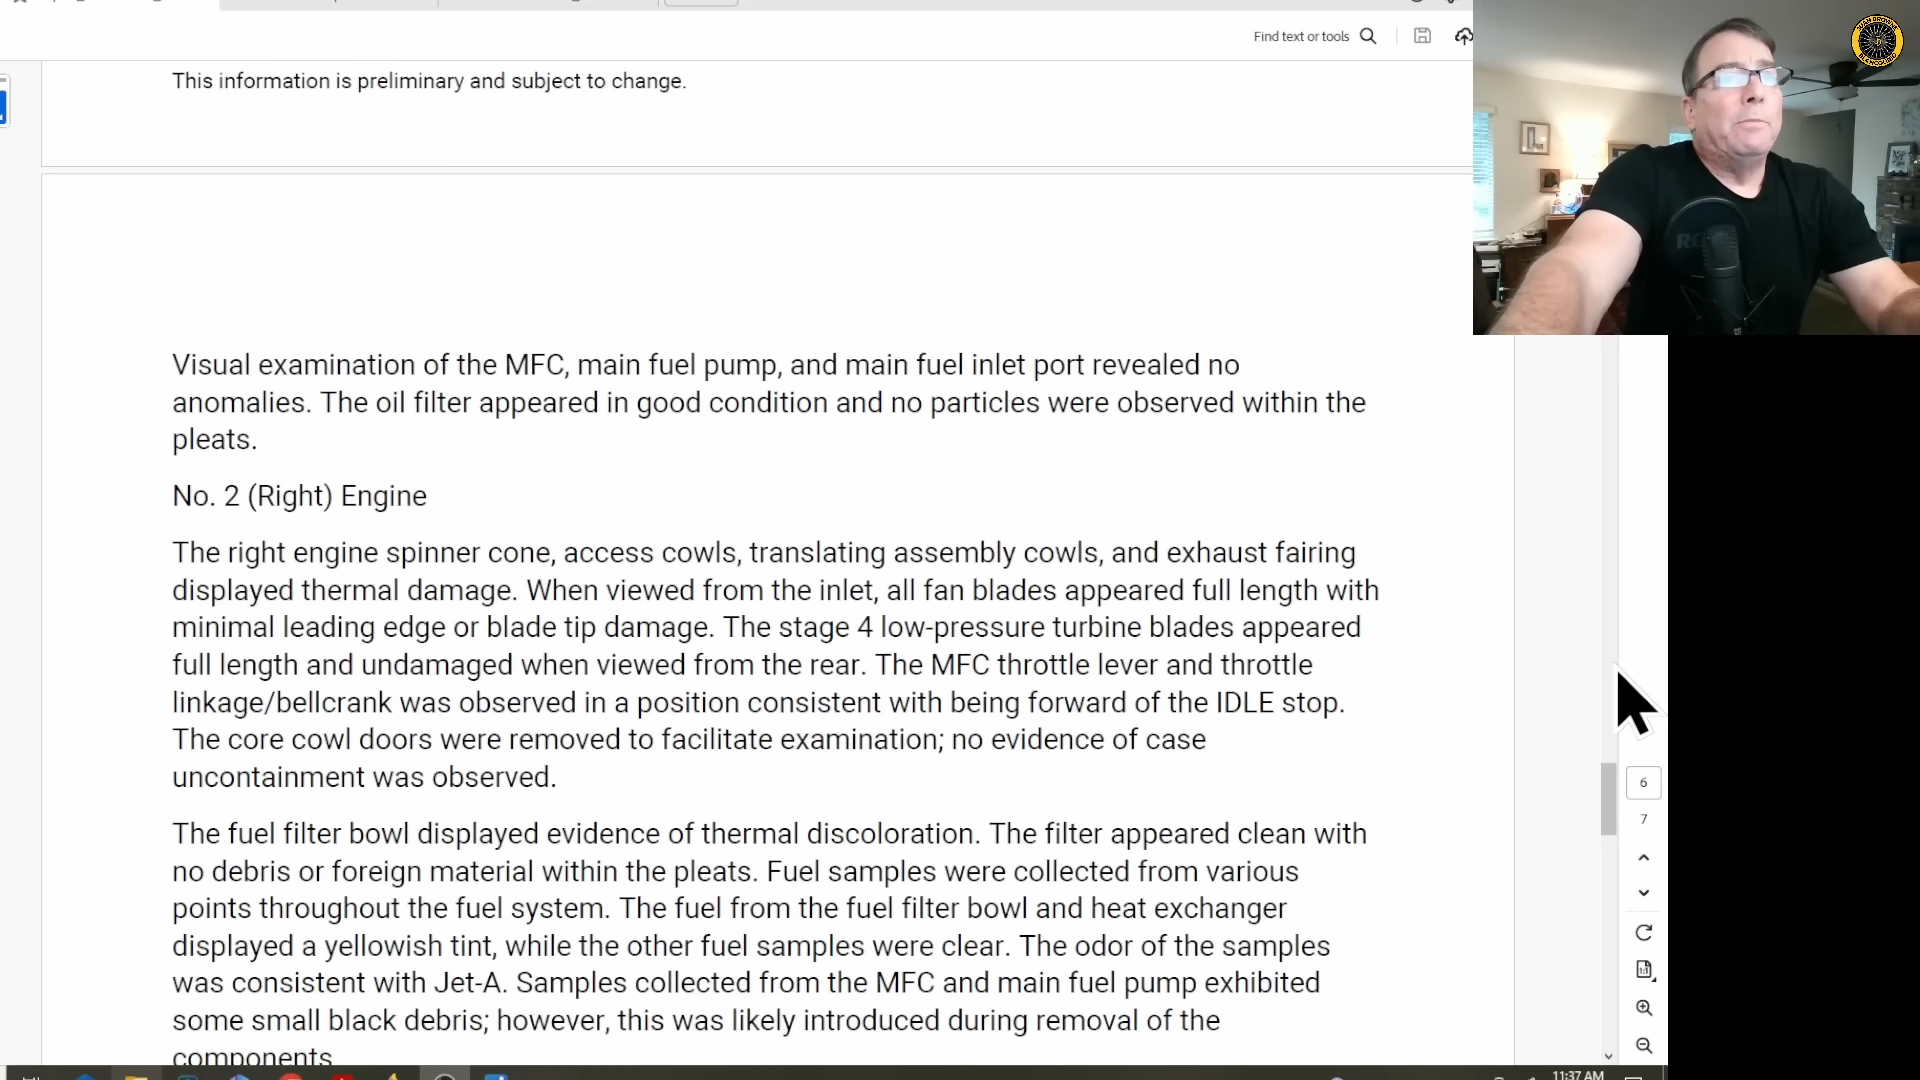 Find text or tools
This information is preliminary and subject to change.
Visual examination of the MFC, main fuel pump, and main fuel inlet port revealed no
anomalies. The oil filter appeared in good condition and no particles were observed within the
pleats.
No. 2 (Right) Engine
The right engine spinner cone, access cowls, translating assembly cowls, and exhaust fairing
displayed thermal damage. When viewed from the inlet, all fan blades appeared full length with
minimal leading edge or blade tip damage. The stage 4 low-pressure turbine blades appeared
full length and undamaged when viewed from the rear. The MFC throttle lever and throttle
linkage/bellcrank was observed in a position consistent with being forward of the IDLE stop.
The core cowl doors were removed to facilitate examination; no evidence of case
uncontainment was observed.
The fuel filter bowl displayed evidence of thermal discoloration. The filter appeared clean with
no debris or foreign material within the pleats. Fuel samples were collected from various
points throughout the fuel system. The fuel from the fuel filter bowl and heat exchanger
displayed a yellowish tint, while the other fuel samples were clear. The odor of the samples
was consistent with Jet-A. Samples collected from the MFC and main fuel pump exhibited
some small black debris; however, this was likely introduced during removal of the
components.
6
7
11:37 AM